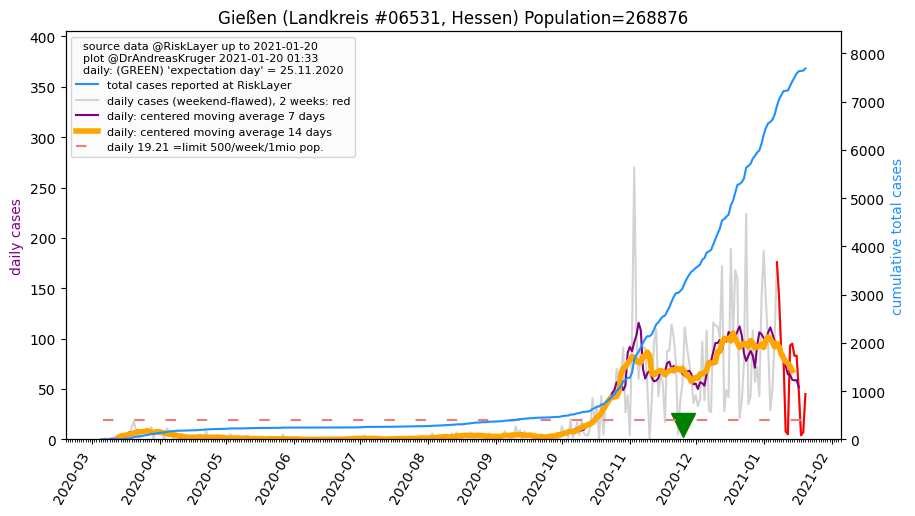 Gießen (Landkreis #06531, Hessen) Population=268876
source data @RiskLayer up to 2021-01-20
plot @DrAndreasKruger 2021-01-20 01:33
daily: (GREEN) 'expectation day' = 25.11.2020
total cases reported at RiskLayer
daily cases (weekend-flawed), 2 weeks: red
daily: centered moving average 7 days
daily: centered moving average 14 days
daily 19.21 =limit 500/week/1mio pop.
daily cases
400
350
300
250
200
150
100
50
0
8000
7000
6000
5000
4000
3000
2000
1000
0
cumulative total cases
2020-03
2020-04
2020-05
2020-06
2020-07
2020-08
2020-09
2020-10
2020-11
2020-12
2021-01
2021-02